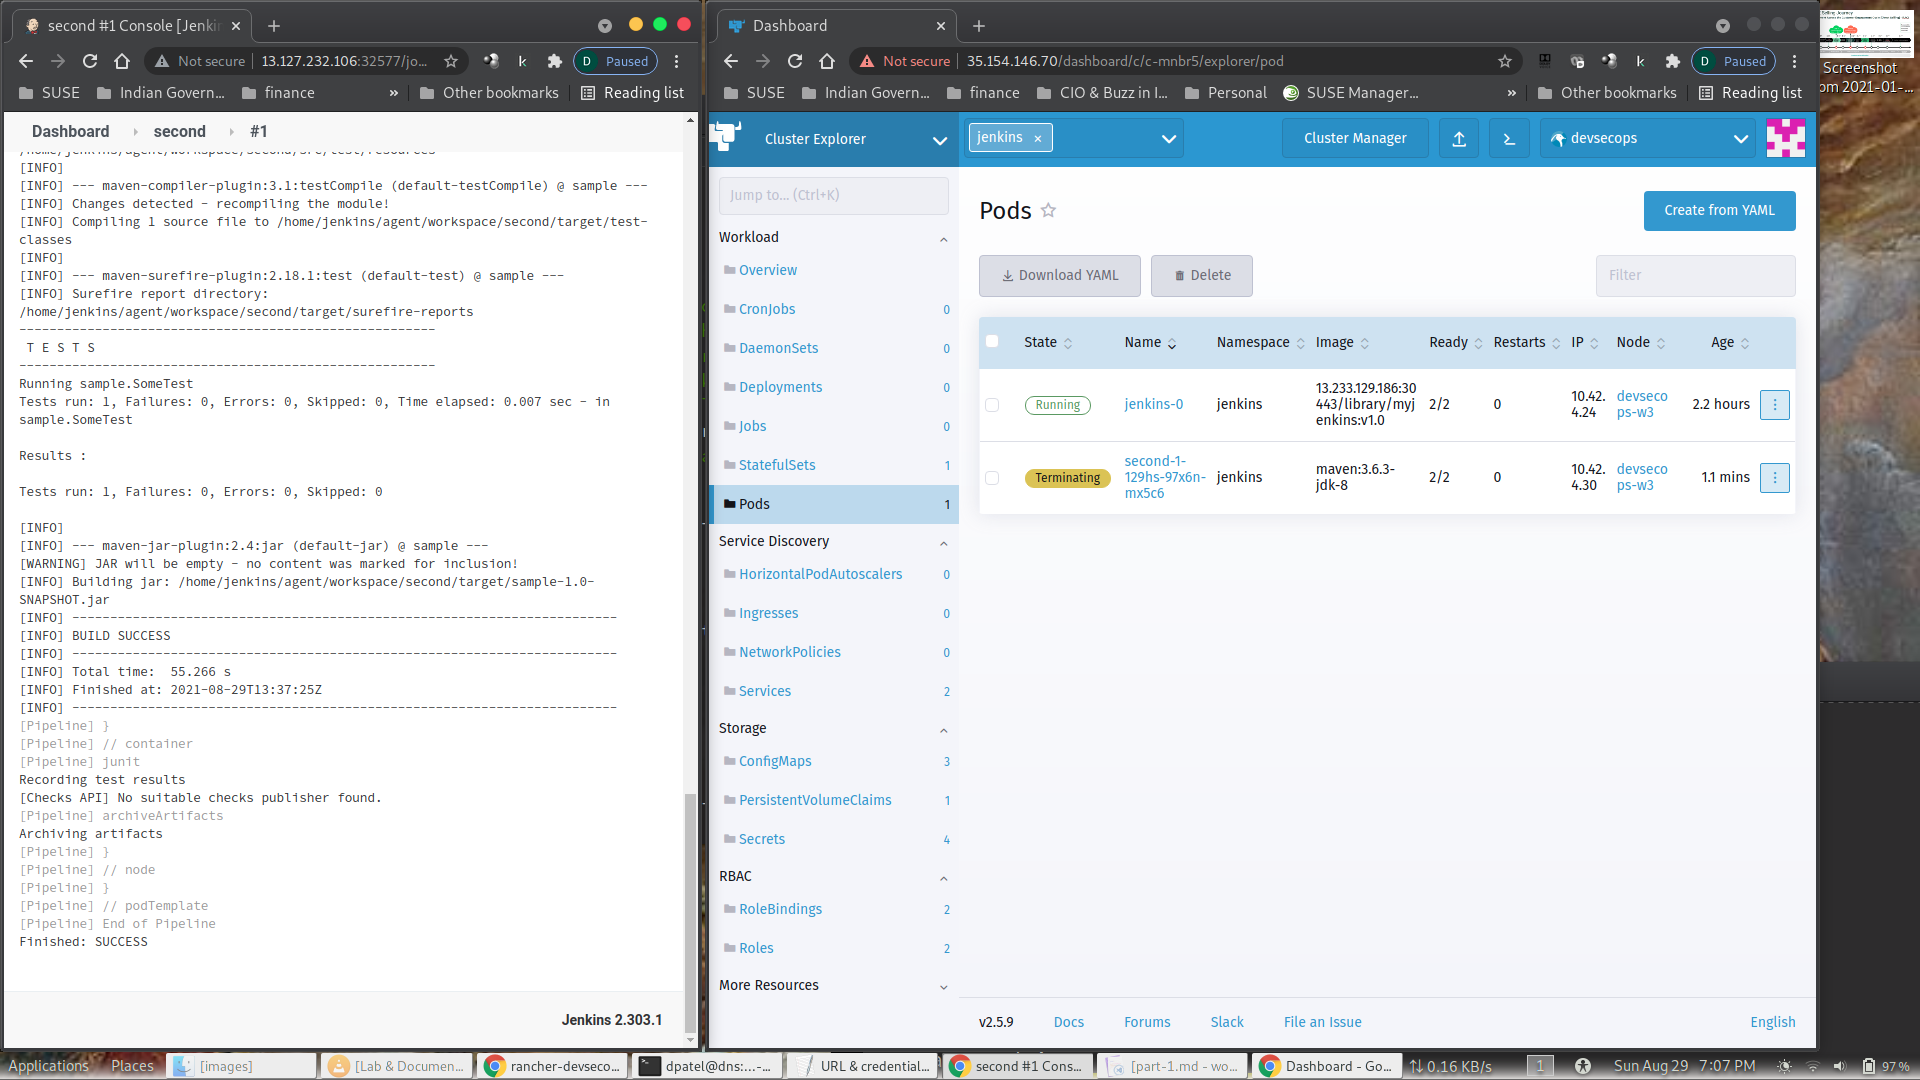 second #1 Console [Jenki
Not secure
13.127.232.106:32577/jo...
D Paused
SUSE
Indian Govern...
finance
»
Other bookmarks
Reading list
Dashboard
second
#1
/home/jenkins/agent/workspace/second/src/test/resources
[INFO]
[INFO] --- maven-compiler-plugin:3.1:testCompile (default-testCompile) @ sample ---
[INFO] Changes detected - recompiling the module!
[INFO] Compiling 1 source file to /home/jenkins/agent/workspace/second/target/test-
classes
[INFO]
[INFO] --- maven-surefire-plugin:2.18.1:test (default-test) @ sample ---
[INFO] Surefire report directory:
/home/jenkins/agent/workspace/second/target/surefire-reports
-------------------------------------------------------
T E S T S
-------------------------------------------------------
Running sample.SomeTest
Tests run: 1, Failures: 0, Errors: 0, Skipped: 0, Time elapsed: 0.007 sec - in
sample.SomeTest
Results :
Tests run: 1, Failures: 0, Errors: 0, Skipped: 0
[INFO]
[INFO] --- maven-jar-plugin:2.4:jar (default-jar) @ sample ---
[WARNING] JAR will be empty - no content was marked for inclusion!
[INFO] Building jar: /home/jenkins/agent/workspace/second/target/sample-1.0-
SNAPSHOT.jar
[INFO] ------------------------------------------------------------------------
[INFO] BUILD SUCCESS
[INFO] ------------------------------------------------------------------------
[INFO] Total time:  55.266 s
[INFO] Finished at: 2021-08-29T13:37:25Z
[INFO] ------------------------------------------------------------------------
[Pipeline] }
[Pipeline] // container
[Pipeline] junit
Recording test results
[Checks API] No suitable checks publisher found.
[Pipeline] archiveArtifacts
Archiving artifacts
[Pipeline] }
[Pipeline] // node
[Pipeline] }
[Pipeline] // podTemplate
[Pipeline] End of Pipeline
Finished: SUCCESS
Jenkins 2.303.1
Dashboard
Not secure
35.154.146.70/dashboard/c/c-mnbr5/explorer/pod
D Paused
SUSE
Indian Govern...
finance
CIO & Buzz in I...
Personal
SUSE Manager...
»
Other bookmarks
Reading list
Cluster Explorer
jenkins ×
Cluster Manager
devsecops
Jump to... (Ctrl+K)
Workload
Overview
CronJobs 0
DaemonSets 0
Deployments 0
Jobs 0
StatefulSets 1
Pods 1
Service Discovery
HorizontalPodAutoscalers 0
Ingresses 0
NetworkPolicies 0
Services 2
Storage
ConfigMaps 3
PersistentVolumeClaims 1
Secrets 4
RBAC
RoleBindings 2
Roles 2
More Resources
Pods
Create from YAML
Download YAML
Delete
Filter
State Name Namespace Image Ready Restarts IP Node Age
Running
jenkins-0
jenkins
13.233.129.186:30
443/library/myj
enkins:v1.0
2/2
0
10.42.
4.24
devseco
ps-w3
2.2 hours
Terminating
second-1-
129hs-97x6n-
mx5c6
jenkins
maven:3.6.3-
jdk-8
2/2
0
10.42.
4.30
devseco
ps-w3
1.1 mins
v2.5.9
Docs
Forums
Slack
File an Issue
English
Screenshot
om 2021-01-...
Applications
Places
[images]
[Lab & Documen...
rancher-devseco...
dpatel@dns:...-...
URL & credential...
second #1 Cons...
[part-1.md - wo...
Dashboard - Go...
0.16 KB/s
1
Sun Aug 29
7:07 PM
97 %